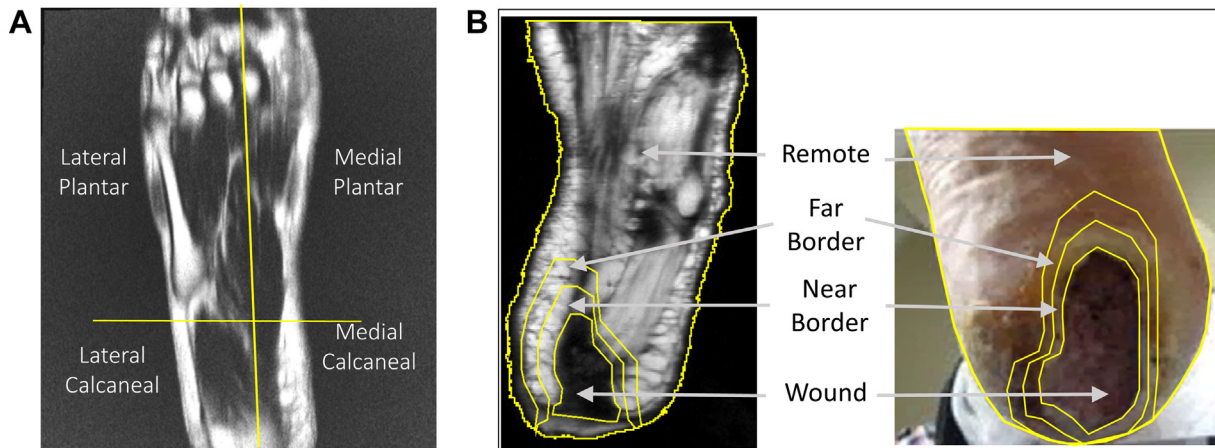 A
Lateral
Plantar
Medial
Plantar
Lateral
Calcaneal
Medial
Calcaneal
B
Remote
Far
Border
Near
Border
Wound